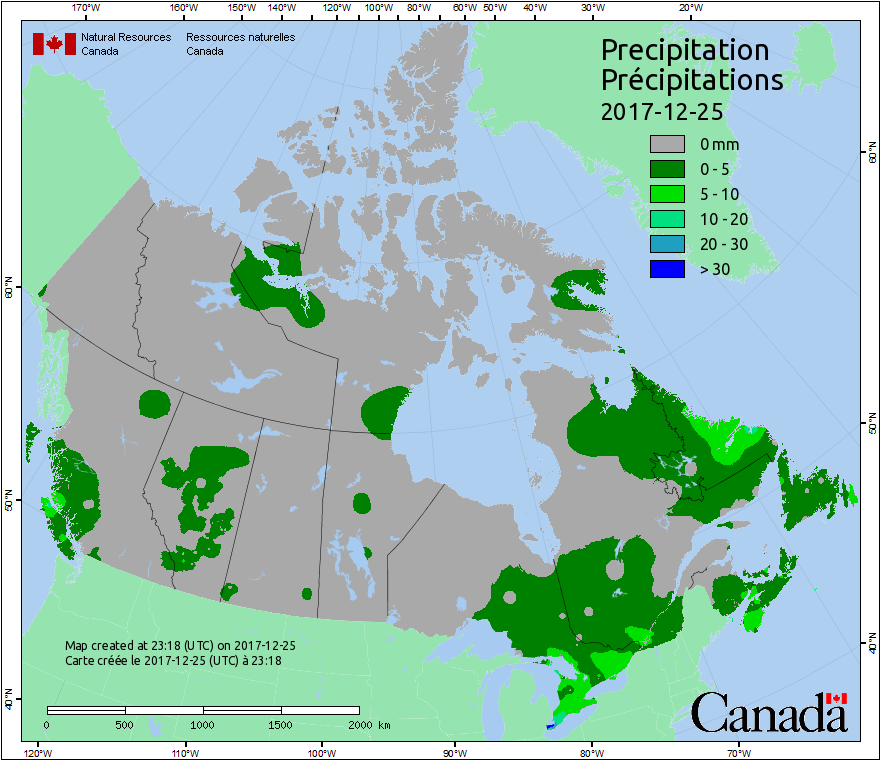 170°W 160°W 150°W 140°W 130°W 120°W 110°W 100°W 90°W 80°W 60°W 50°W 40°W 30°W 20°W
Natural Resources Canada
Ressources naturelles Canada
Precipitation
Précipitations
2017-12-25
0 mm
0 - 5
5 - 10
10 - 20
20 - 30
> 30
60°N
60°N
50°N
50°N
40°N
40°N
Map created at 23:18 (UTC) on 2017-12-25
Carte créée le 2017-12-25 (UTC) à 23:18
0 500 1000 1500 2000 km
Canada
120°W 110°W 100°W 90°W 80°W 70°W